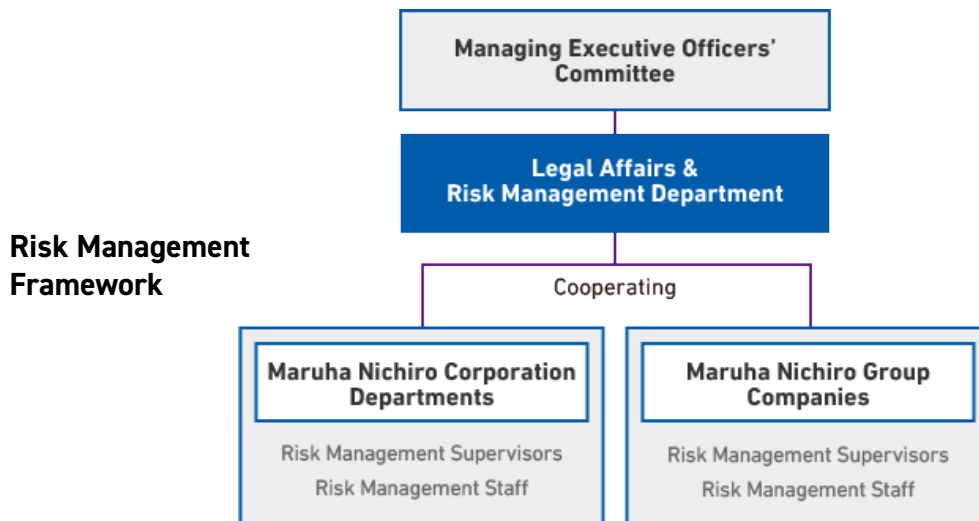 Managing Executive Officers'
Committee
Legal Affairs &
Risk Management Department
Risk Management
Framework
Cooperating
Maruha Nichiro Corporation
Departments
Risk Management Supervisors
Risk Management Staff
Maruha Nichiro Group
Companies
Risk Management Supervisors
Risk Management Staff